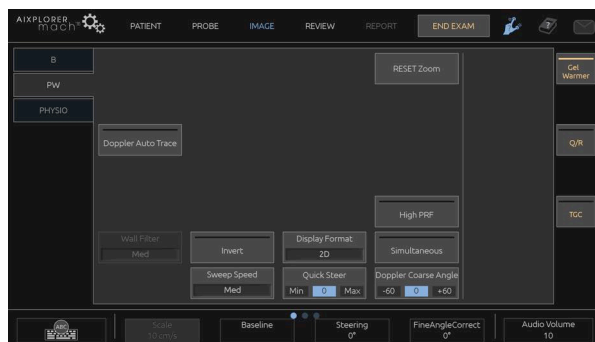 AIXPLORER mach PATIENT PROBE IMAGE REVIEW REPORT END EXAM
B
PW
PHYSIO
RESET Zoom
Gel Warmer
Doppler Auto Trace
Q/R
High PRF
TGC
Wall Filter
Med
Invert
Display Format
2D
Simultaneous
Sweep Speed
Med
Quick Steer
Min 0 Max
Doppler Coarse Angle
-60 0 +60
ABC
Scale
10 cm/s
Baseline
Steering
0°
FineAngleCorrect
0°
Audio Volume
10